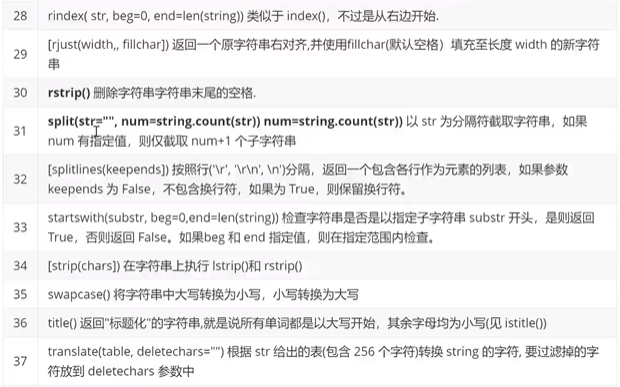 28 rindex( str, beg=0, end=len(string)) 类似于 index()，不过是从右边开始.
29 [rjust(width,, fillchar]) 返回一个原字符串右对齐,并使用fillchar(默认空格）填充至长度 width 的新字符
串
30 rstrip() 删除字符串字符串末尾的空格.
31 split(str="", num=string.count(str)) num=string.count(str)) 以 str 为分隔符截取字符串，如果
num 有指定值，则仅截取 num+1 个子字符串
32 [splitlines(keepends]) 按照行('\r', '\r\n', \n')分隔，返回一个包含各行作为元素的列表，如果参数
keepends 为 False，不包含换行符，如果为 True，则保留换行符。
33 startswith(substr, beg=0,end=len(string)) 检查字符串是否是以指定子字符串 substr 开头，是则返回
True，否则返回 False。如果beg 和 end 指定值，则在指定范围内检查。
34 [strip(chars]) 在字符串上执行 lstrip()和 rstrip()
35 swapcase() 将字符串中大写转换为小写，小写转换为大写
36 title() 返回"标题化"的字符串,就是说所有单词都是以大写开始，其余字母均为小写(见 istitle())
37 translate(table, deletechars="") 根据 str 给出的表(包含 256 个字符)转换 string 的字符, 要过滤掉的字
符放到 deletechars 参数中